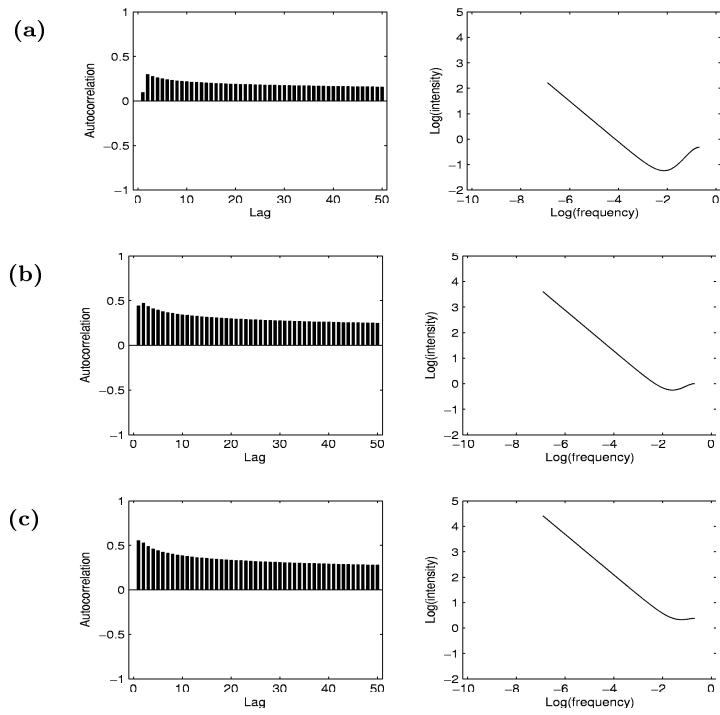 (a)
1
0.5
0
−0.5
−1
0 10 20 30 40 50
Lag
Autocorrelation
5
4
3
2
1
0
−1
−2
−10 −8 −6 −4 −2 0
Log(frequency)
Log(intensity)
(b)
1
0.5
0
−0.5
−1
0 10 20 30 40 50
Lag
Autocorrelation
5
4
3
2
1
0
−1
−2
−10 −8 −6 −4 −2 0
Log(frequency)
Log(intensity)
(c)
1
0.5
0
−0.5
−1
0 10 20 30 40 50
Lag
Autocorrelation
5
4
3
2
1
0
−1
−2
−10 −8 −6 −4 −2 0
Log(frequency)
Log(intensity)